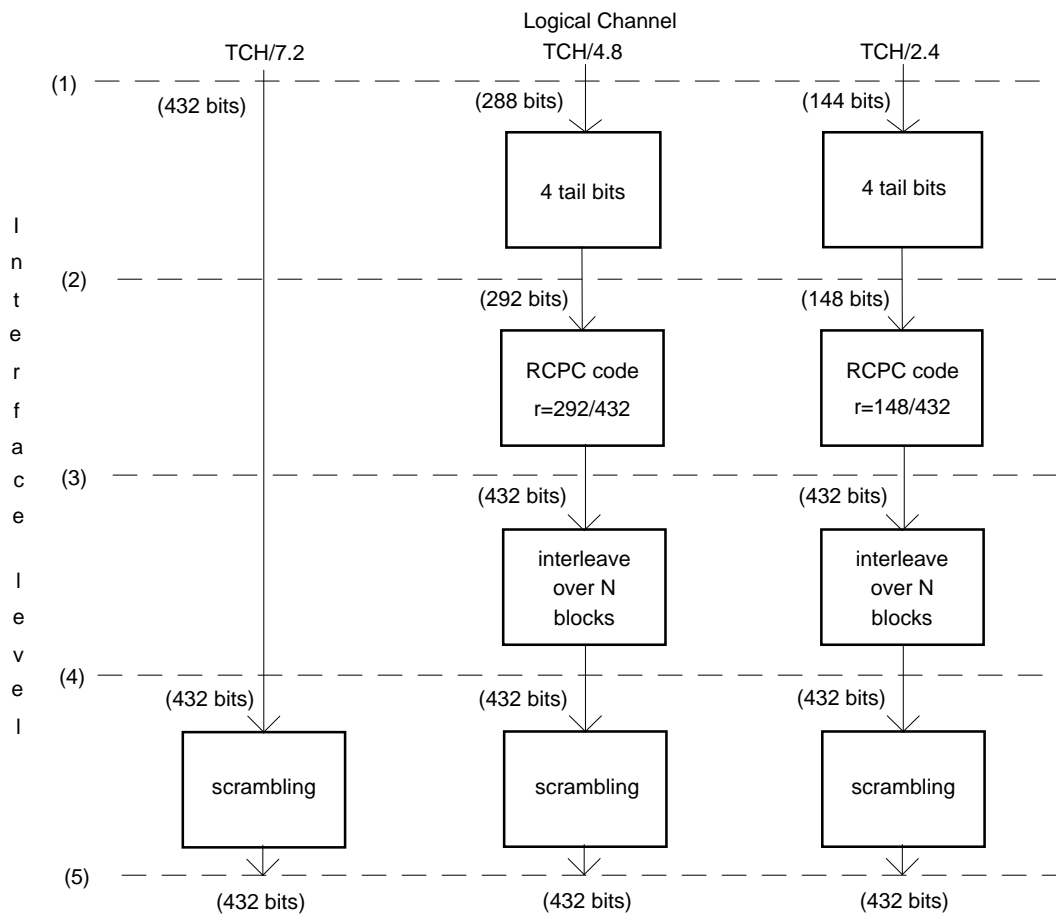 Logical Channel
TCH/7.2 TCH/4.8 TCH/2.4
(1)
(432 bits) (288 bits) (144 bits)
4 tail bits 4 tail bits
(2)
(292 bits) (148 bits)
RCPC code RCPC code
r=292/432 r=148/432
(3)
(432 bits) (432 bits)
interleave interleave
over N over N
blocks blocks
(4)
(432 bits) (432 bits) (432 bits)
scrambling scrambling scrambling
(5)
(432 bits) (432 bits) (432 bits)
Interface level